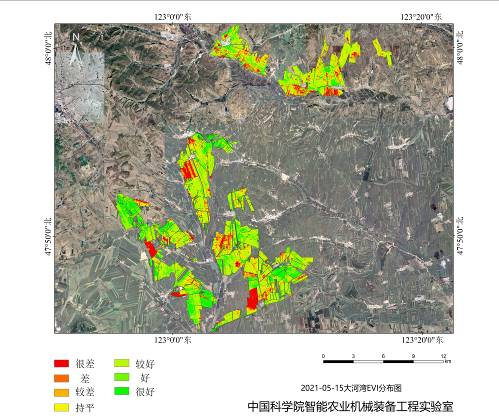 123°0'0"东 123°20'0"东
N
48°0'0"北 48°0'0"北
47°50'0"北 47°50'0"北
123°0'0"东 123°20'0"东
很差 较好
差 好
较差 很好
持平
0 3 6 9 12
km
2021-05-15大河湾EVI分布图
中国科学院智能农业机械装备工程实验室